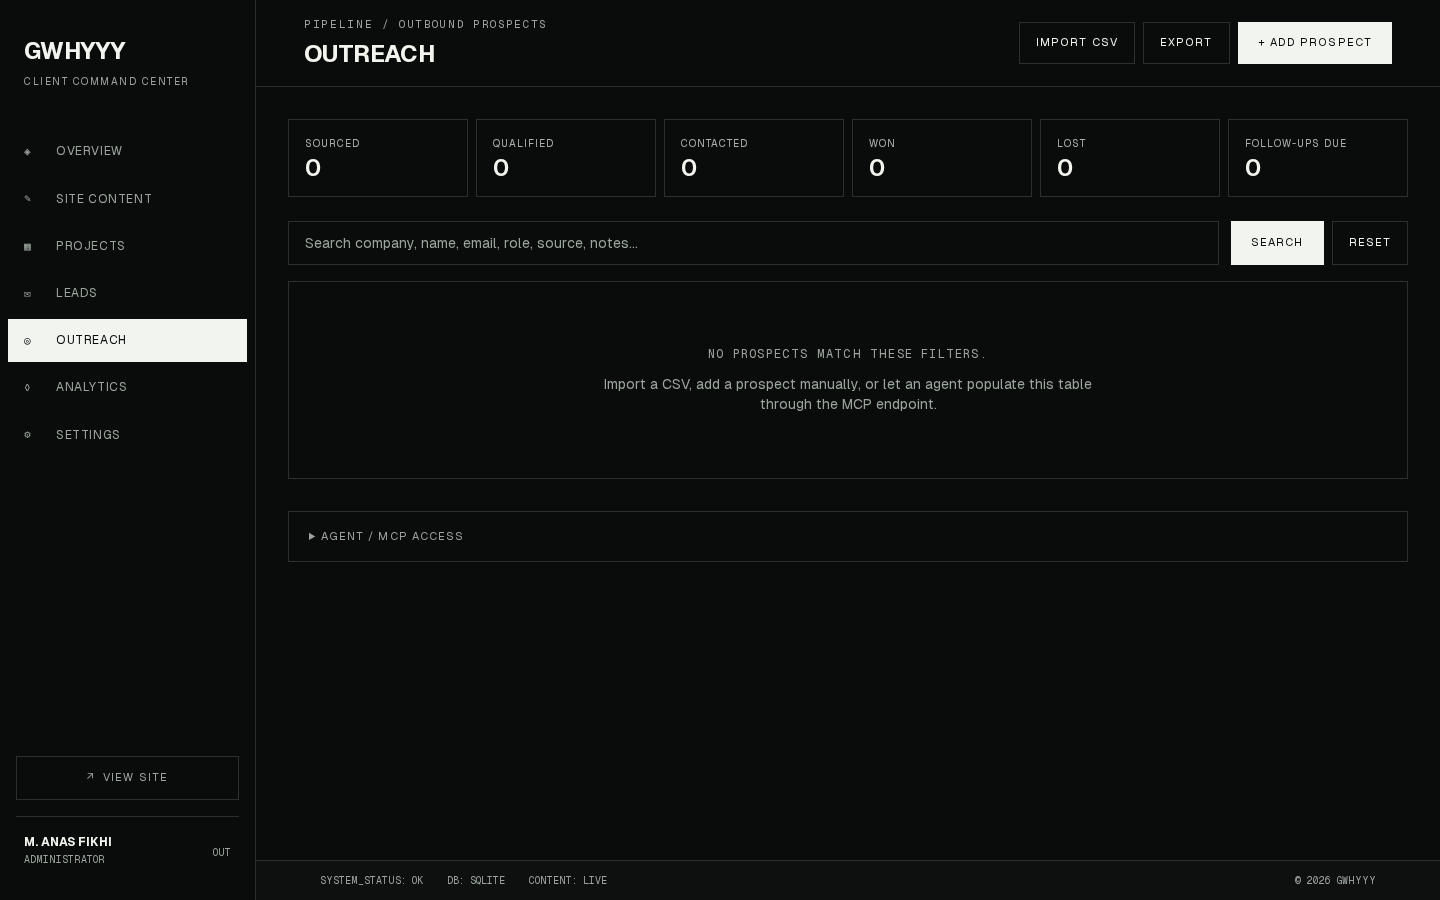 GWHYYY
CLIENT COMMAND CENTER
OVERVIEW
SITE CONTENT
PROJECTS
LEADS
OUTREACH
ANALYTICS
SETTINGS
↗ VIEW SITE
M. ANAS FIKHI
ADMINISTRATOR
OUT
PIPELINE / OUTBOUND PROSPECTS
OUTREACH
IMPORT CSV
EXPORT
+ ADD PROSPECT
SOURCED
0
QUALIFIED
0
CONTACTED
0
WON
0
LOST
0
FOLLOW-UPS DUE
0
Search company, name, email, role, source, notes...
SEARCH
RESET
NO PROSPECTS MATCH THESE FILTERS.
Import a CSV, add a prospect manually, or let an agent populate this table
through the MCP endpoint.
▶ AGENT / MCP ACCESS
SYSTEM_STATUS: OK
DB: SQLITE
CONTENT: LIVE
© 2026 GWHYYY